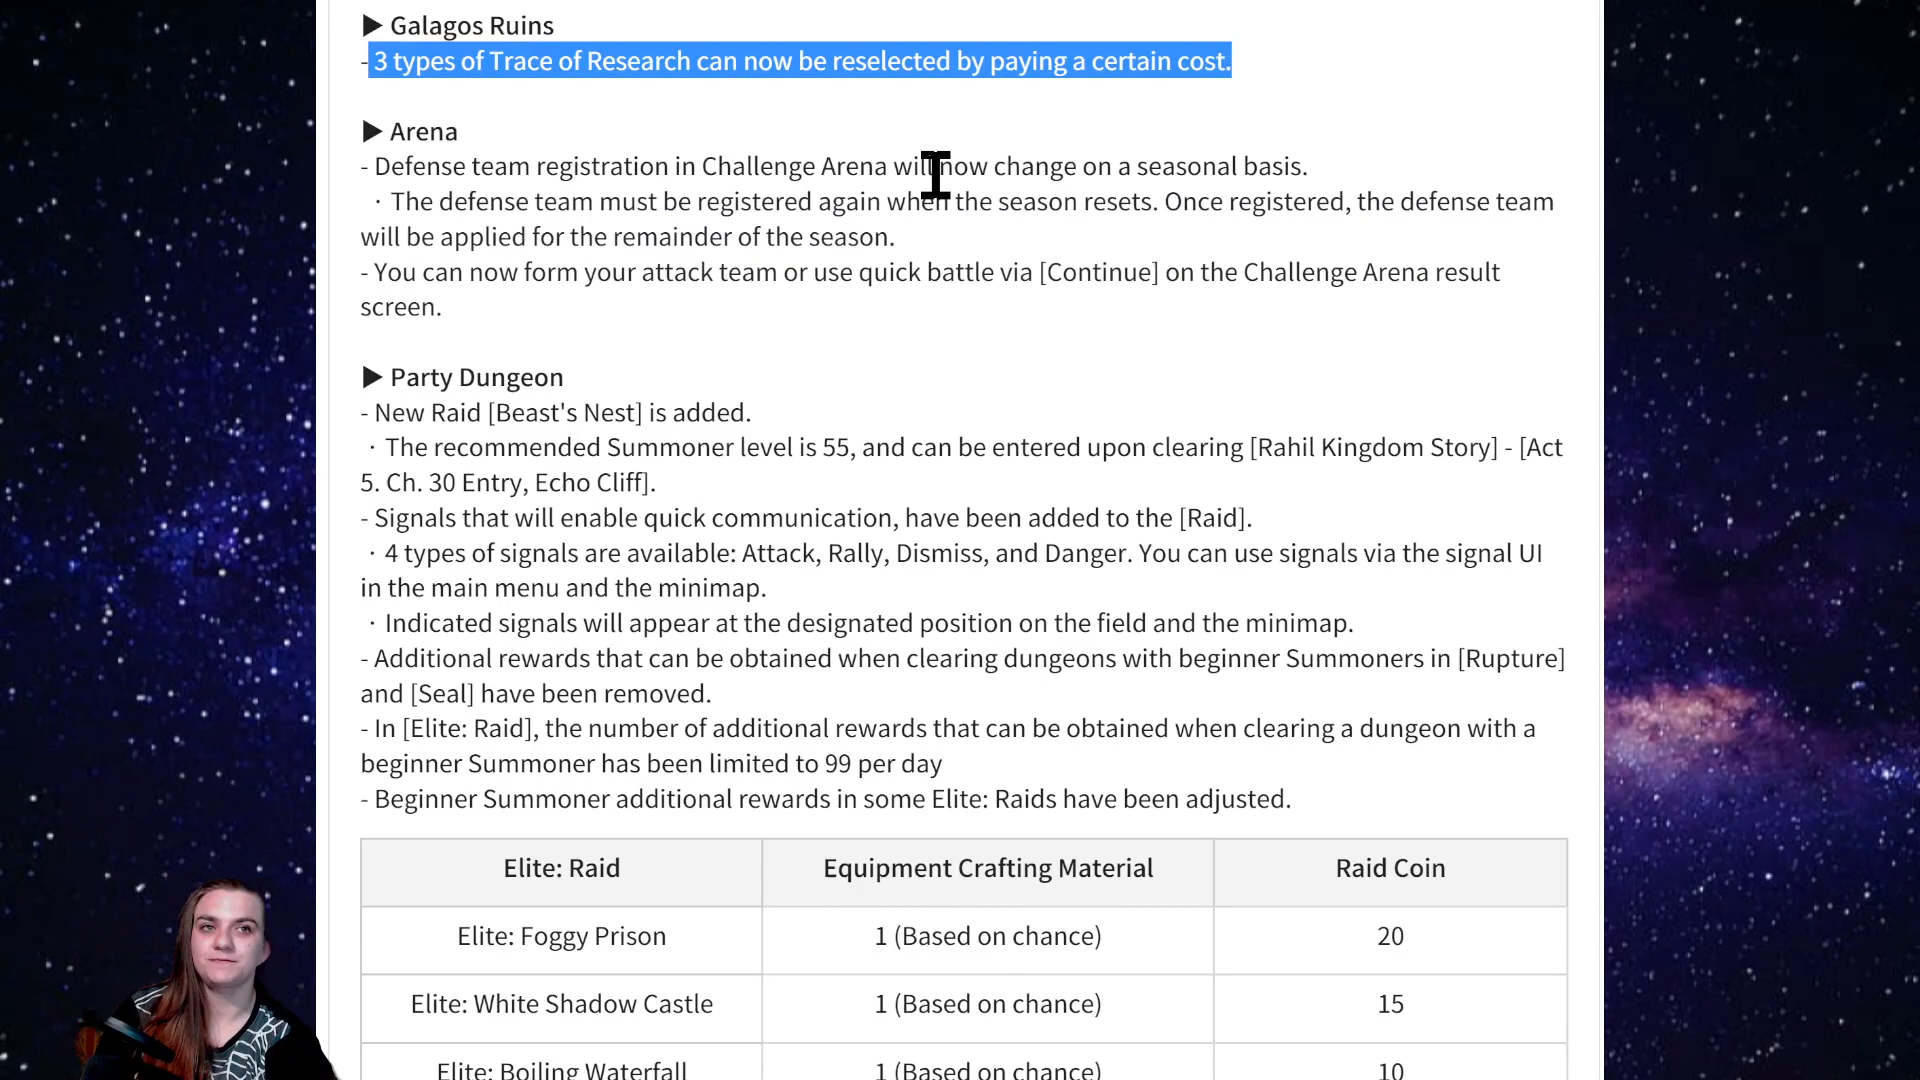 ▶ Galagos Ruins
- 3 types of Trace of Research can now be reselected by paying a certain cost.
▶ Arena
- Defense team registration in Challenge Arena will now change on a seasonal basis.
· The defense team must be registered again when the season resets. Once registered, the defense team
will be applied for the remainder of the season.
- You can now form your attack team or use quick battle via [Continue] on the Challenge Arena result
screen.
▶ Party Dungeon
- New Raid [Beast's Nest] is added.
· The recommended Summoner level is 55, and can be entered upon clearing [Rahil Kingdom Story] - [Act
5. Ch. 30 Entry, Echo Cliff].
- Signals that will enable quick communication, have been added to the [Raid].
· 4 types of signals are available: Attack, Rally, Dismiss, and Danger. You can use signals via the signal UI
in the main menu and the minimap.
· Indicated signals will appear at the designated position on the field and the minimap.
- Additional rewards that can be obtained when clearing dungeons with beginner Summoners in [Rupture]
and [Seal] have been removed.
- In [Elite: Raid], the number of additional rewards that can be obtained when clearing a dungeon with a
beginner Summoner has been limited to 99 per day
- Beginner Summoner additional rewards in some Elite: Raids have been adjusted.
Elite: Raid Equipment Crafting Material Raid Coin
Elite: Foggy Prison 1 (Based on chance) 20
Elite: White Shadow Castle 1 (Based on chance) 15
Elite: Boiling Waterfall 1 (Based on chance) 10